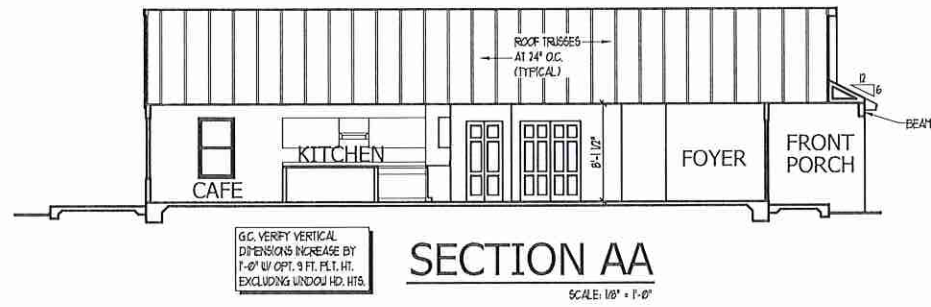 ROOF TRUSSES
AT 24" O.C.
(TYPICAL)
12
6
BEAM
8'-1 1/2"
KITCHEN
CAFE
FOYER
FRONT
PORCH
G.C. VERIFY VERTICAL
DIMENSIONS INCREASE BY
1'-0" W/ OPT. 9 FT. PLT. HT.
EXCLUDING WINDOW HD. HTS.
SECTION AA
SCALE: 1/8" = 1'-0"